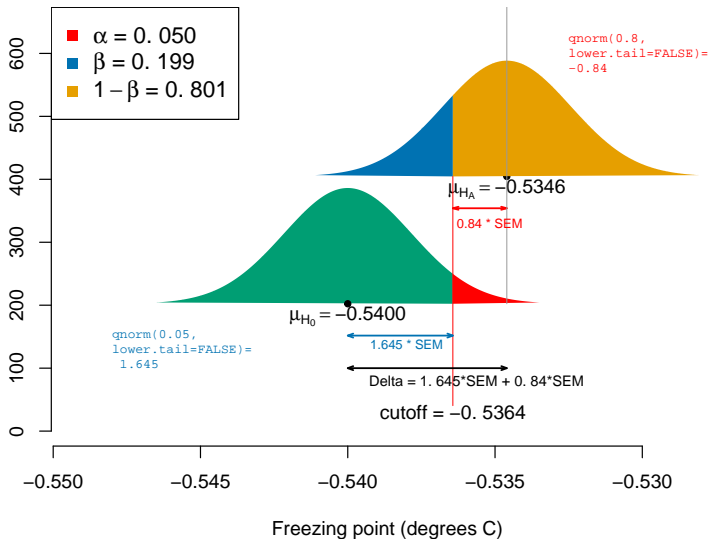 α = 0. 050
β = 0. 199
1 − β = 0. 801
qnorm(0.8,
lower.tail=FALSE)=
-0.84
600
500
400
300
200
100
0
μHA = −0.5346
0.84 * SEM
μH0 = −0.5400
qnorm(0.05,
lower.tail=FALSE)=
1.645
1.645 * SEM
Delta = 1. 645*SEM + 0. 84*SEM
cutoff = −0. 5364
−0.550 −0.545 −0.540 −0.535 −0.530
Freezing point (degrees C)